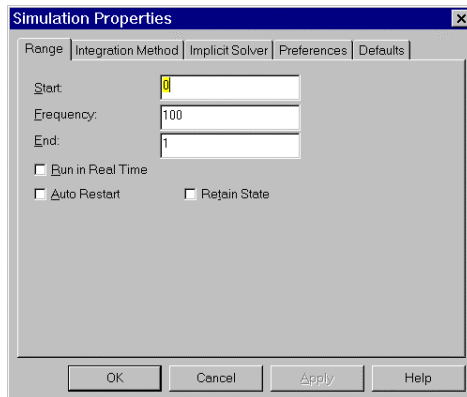 Simulation Properties
Range Integration Method Implicit Solver Preferences Defaults
Start: 0
Frequency: 100
End: 1
Run in Real Time
Auto Restart Retain State
OK Cancel Apply Help